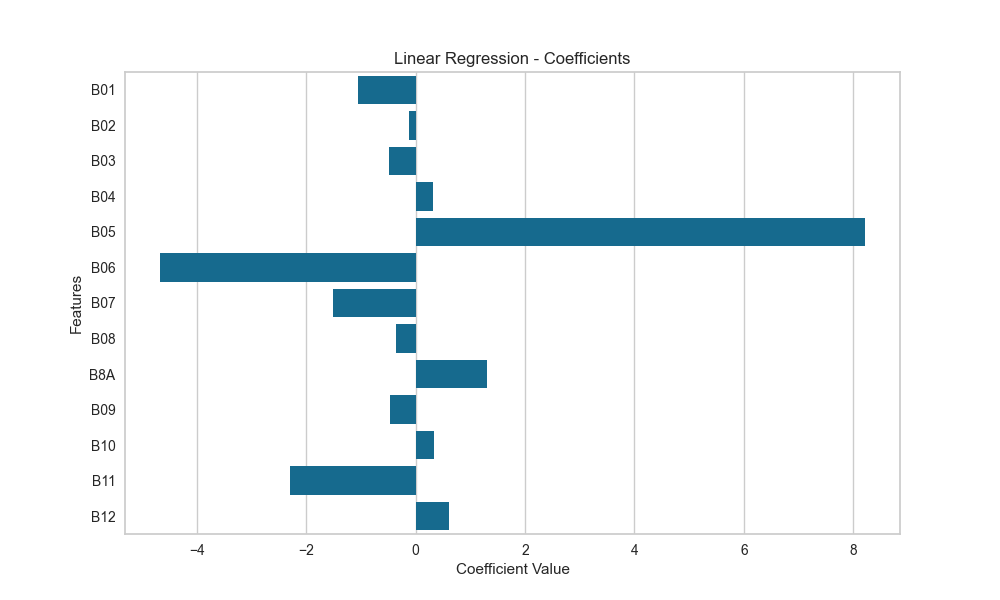 Linear Regression - Coefficients
Features
B01
B02
B03
B04
B05
B06
B07
B08
B8A
B09
B10
B11
B12
−4 −2 0 2 4 6 8
Coefficient Value